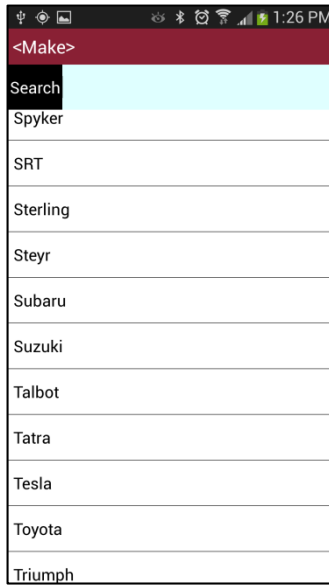 1:26 PM
<Make>
Search
Spyker
SRT
Sterling
Steyr
Subaru
Suzuki
Talbot
Tatra
Tesla
Toyota
Triumph